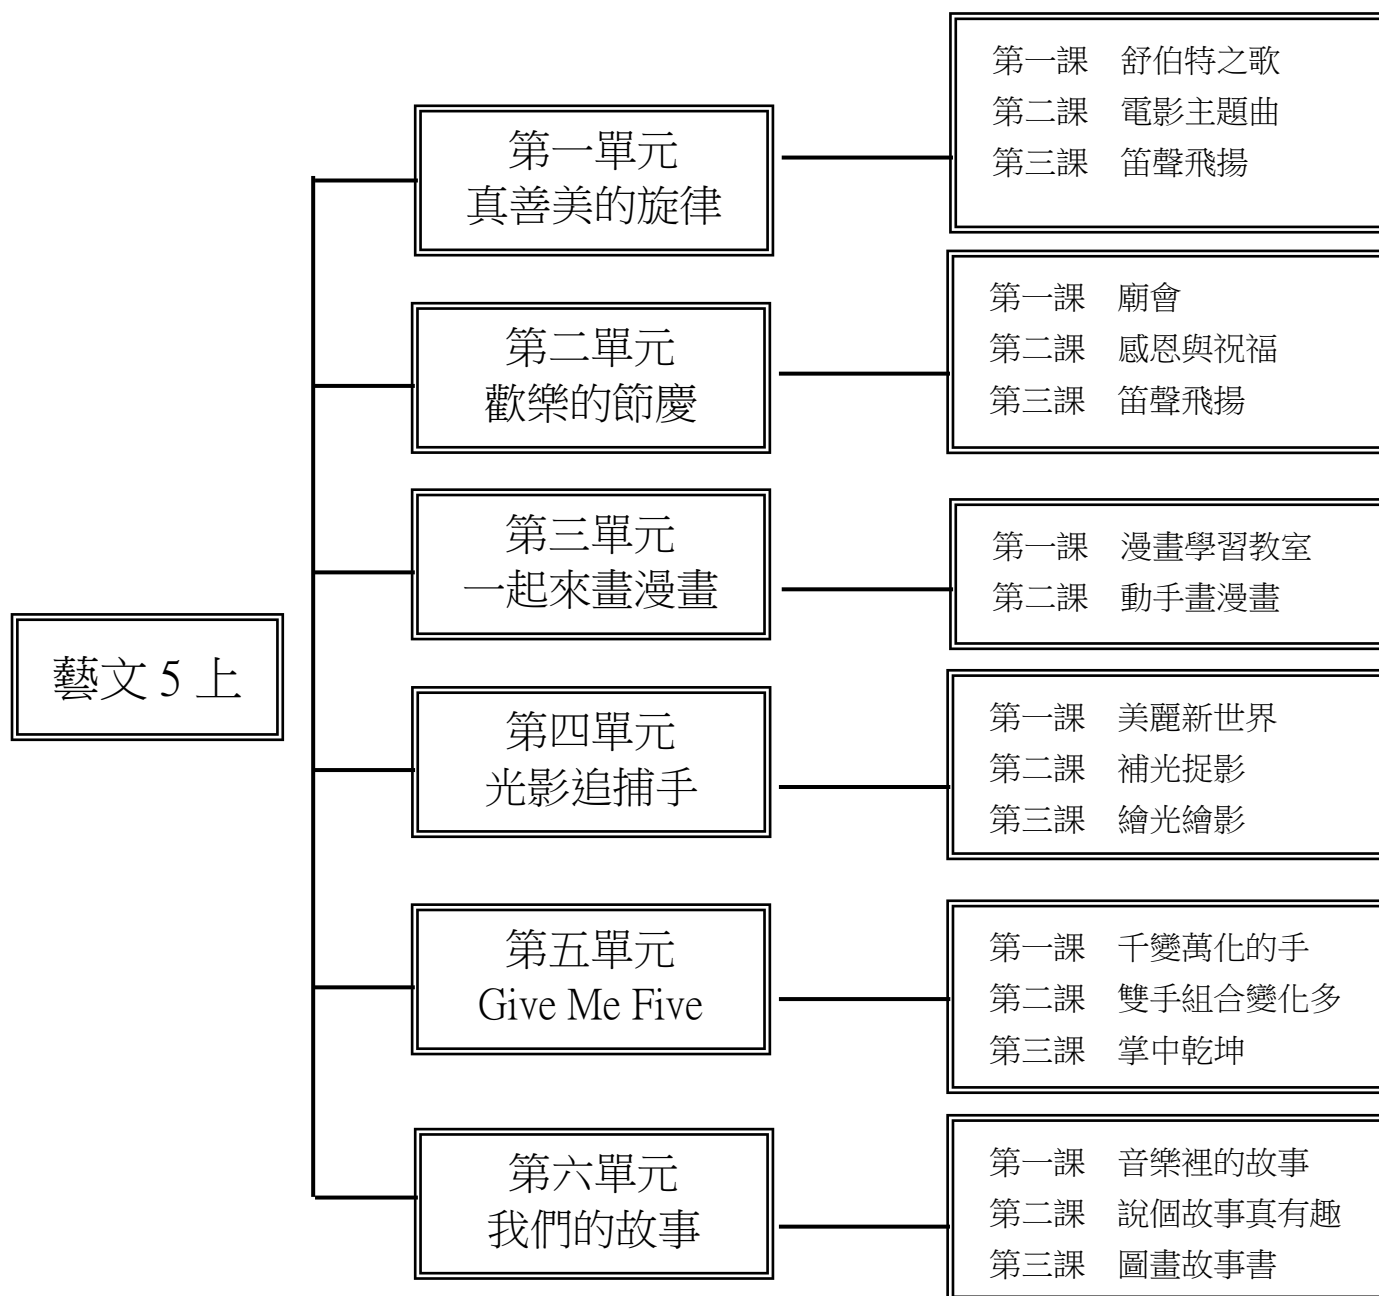 藝文 5 上
第一單元
真善美的旋律
第一課　舒伯特之歌
第二課　電影主題曲
第三課　笛聲飛揚
第二單元
歡樂的節慶
第一課　廟會
第二課　感恩與祝福
第三課　笛聲飛揚
第三單元
一起來畫漫畫
第一課　漫畫學習教室
第二課　動手畫漫畫
第四單元
光影追捕手
第一課　美麗新世界
第二課　補光捉影
第三課　繪光繪影
第五單元
Give Me Five
第一課　千變萬化的手
第二課　雙手組合變化多
第三課　掌中乾坤
第六單元
我們的故事
第一課　音樂裡的故事
第二課　說個故事真有趣
第三課　圖畫故事書